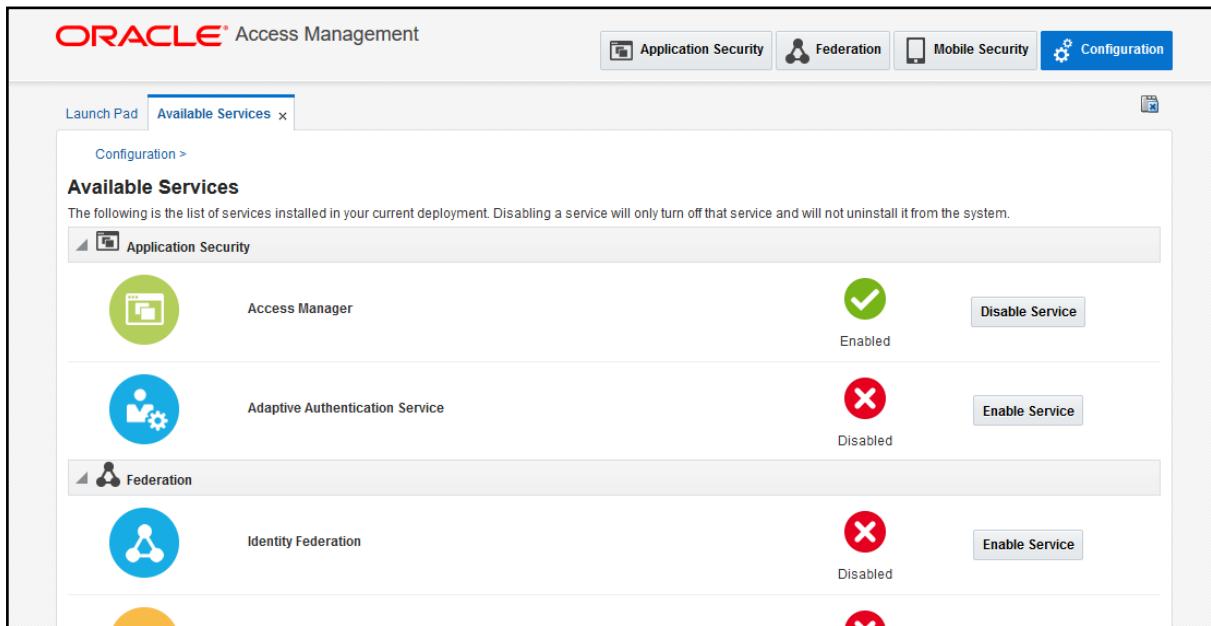 ORACLE Access Management
Application Security Federation Mobile Security Configuration
Launch Pad Available Services x
Configuration >
Available Services
The following is the list of services installed in your current deployment. Disabling a service will only turn off that service and will not uninstall it from the system.
Application Security
Access Manager
Enabled
Disable Service
Adaptive Authentication Service
Disabled
Enable Service
Federation
Identity Federation
Disabled
Enable Service